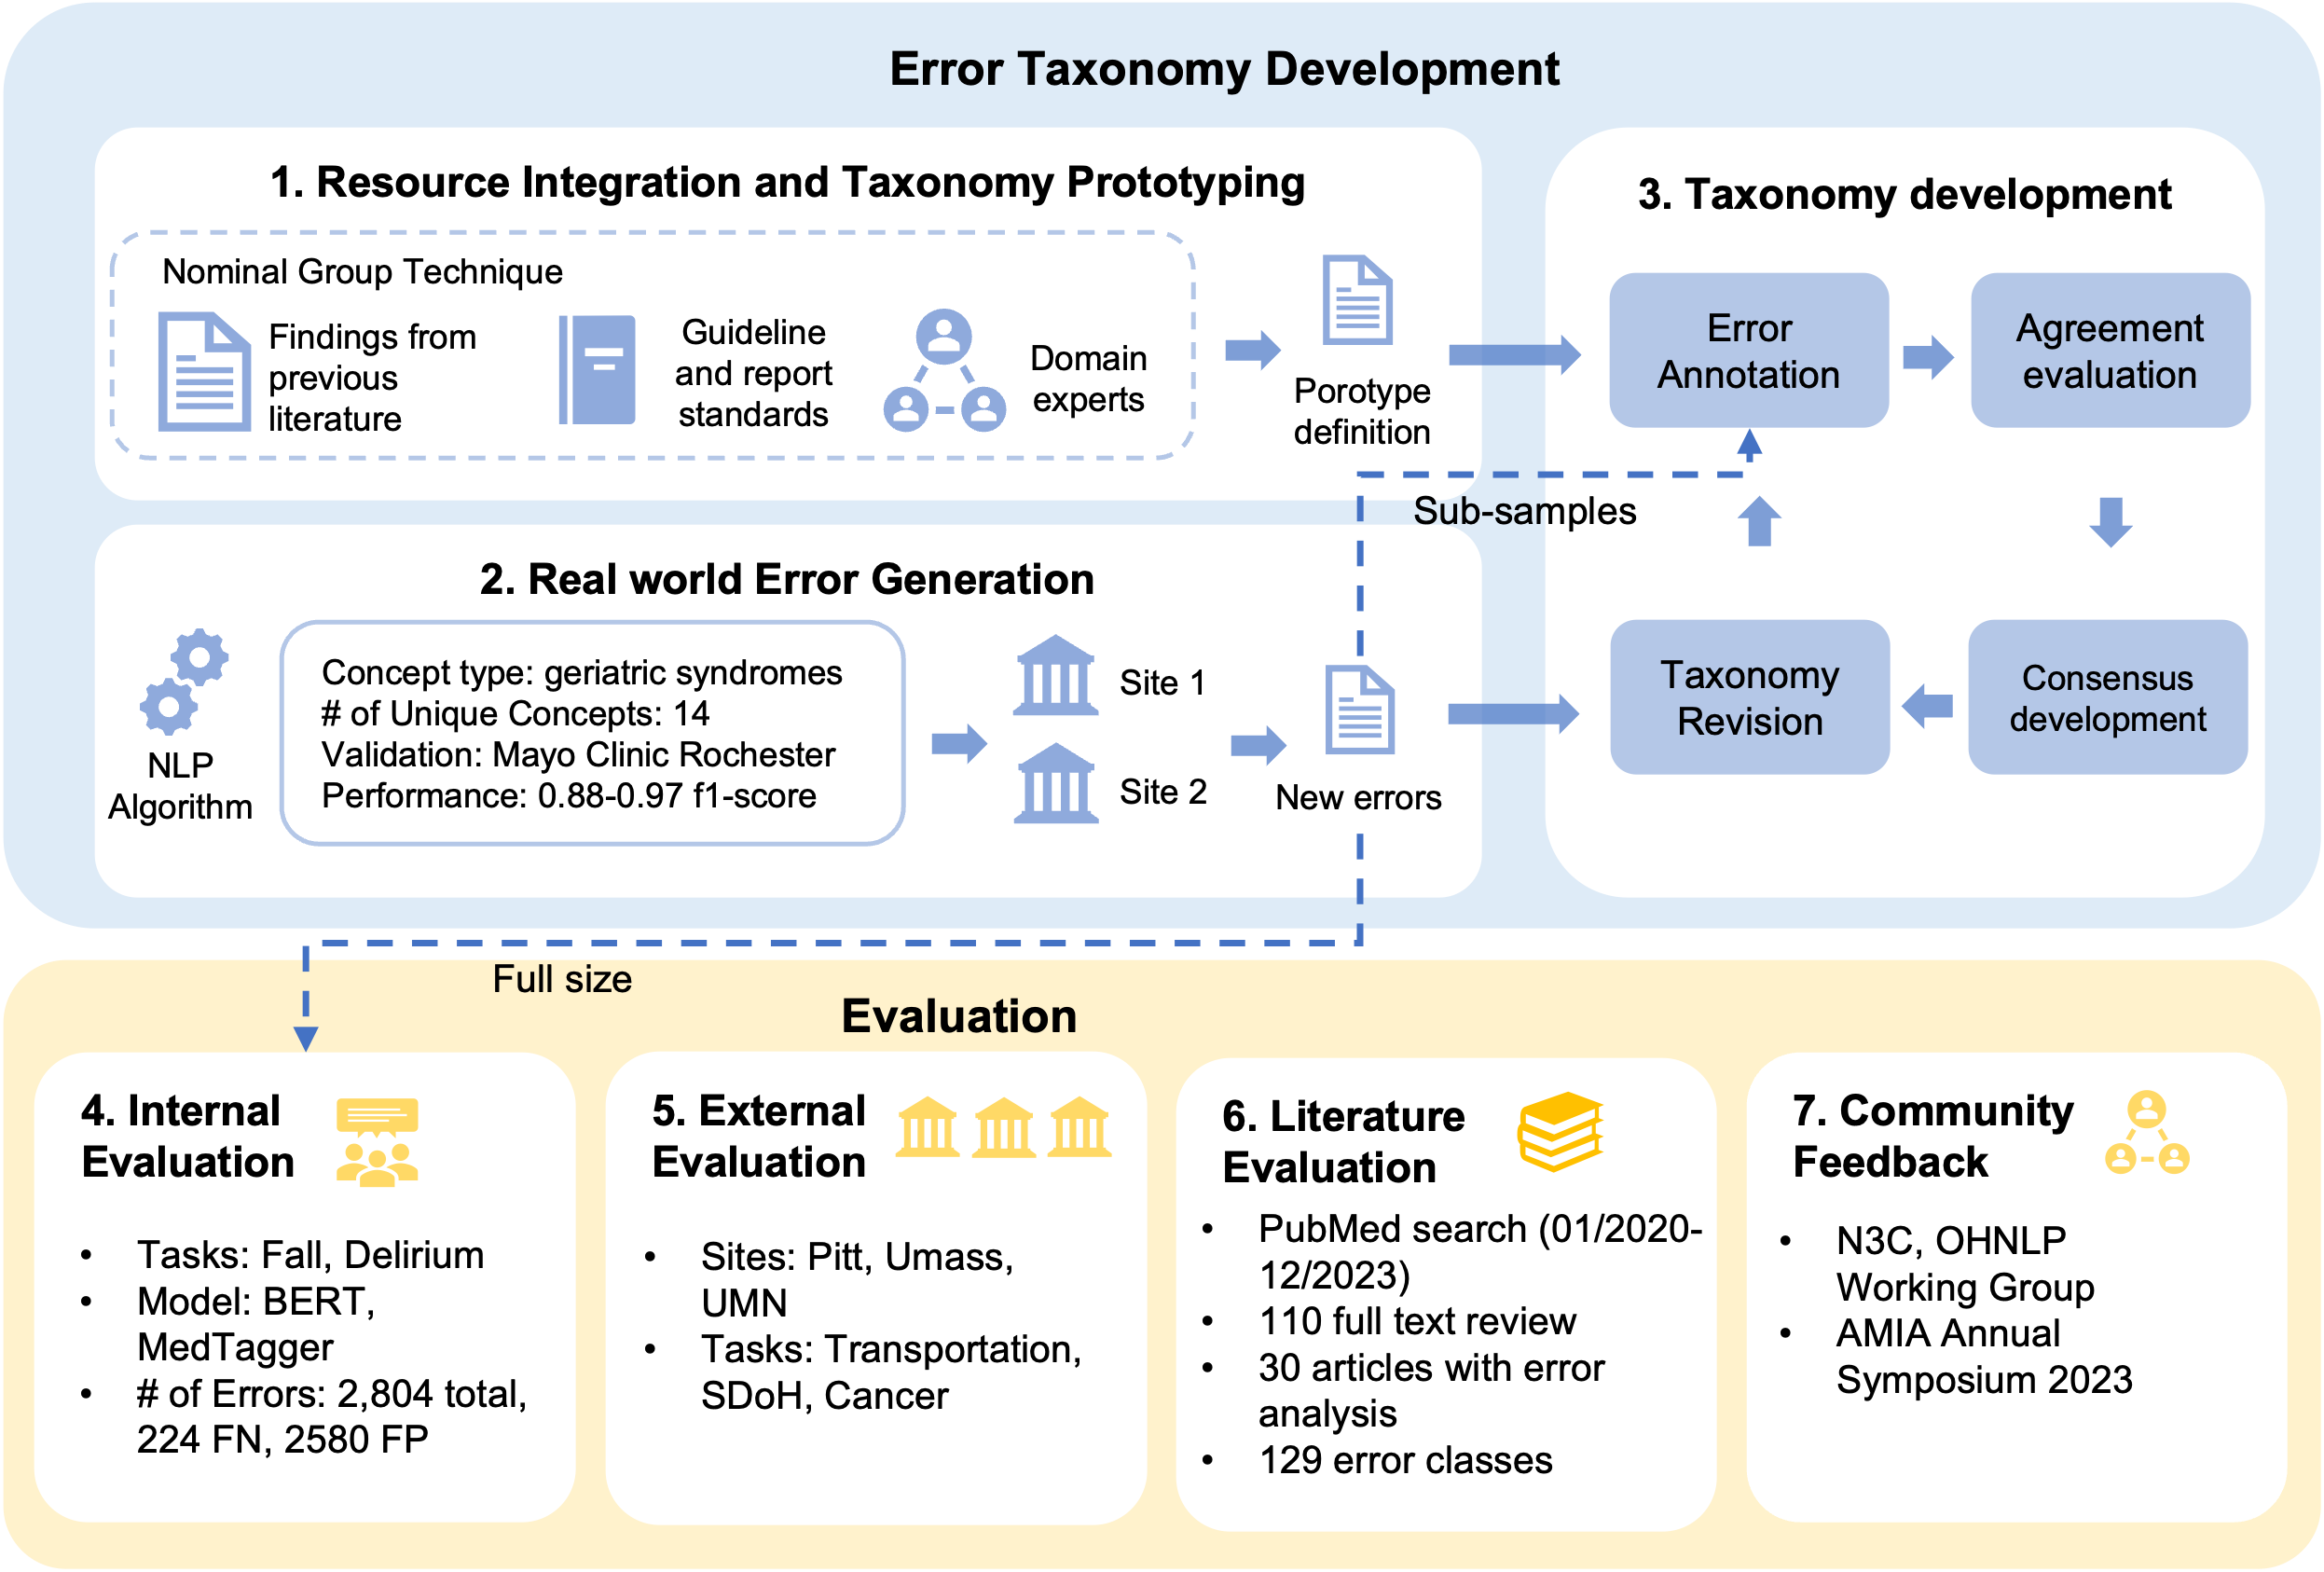 Error Taxonomy Development
1. Resource Integration and Taxonomy Prototyping
Nominal Group Technique
Findings from
previous
literature
Guideline
and report
standards
Domain
experts
Porotype
definition
2. Real world Error Generation
NLP
Algorithm
Concept type: geriatric syndromes
# of Unique Concepts: 14
Validation: Mayo Clinic Rochester
Performance: 0.88-0.97 f1-score
Site 1
Site 2
New errors
Sub-samples
3. Taxonomy development
Error
Annotation
Agreement
evaluation
Taxonomy
Revision
Consensus
development
Full size
Evaluation
4. Internal
Evaluation
• Tasks: Fall, Delirium
• Model: BERT,
MedTagger
• # of Errors: 2,804 total,
224 FN, 2580 FP
5. External
Evaluation
• Sites: Pitt, Umass,
UMN
• Tasks: Transportation,
SDoH, Cancer
6. Literature
Evaluation
• PubMed search (01/2020-
12/2023)
• 110 full text review
• 30 articles with error
analysis
• 129 error classes
7. Community
Feedback
• N3C, OHNLP
Working Group
• AMIA Annual
Symposium 2023